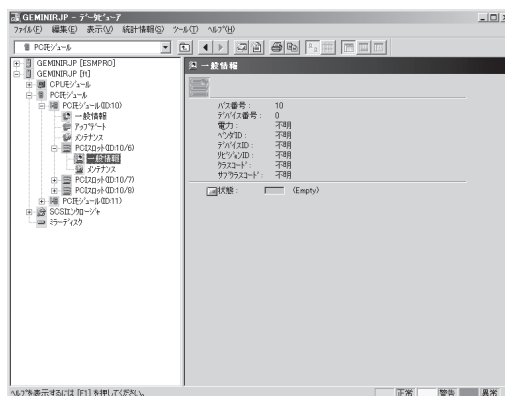 GEMINIRJP - ﾃﾞｰﾀﾋﾞｭｰｱ
ﾌｧｲﾙ(F) 編集(E) 表示(V) 統計情報(S) ﾂｰﾙ(T) ﾍﾙﾌﾟ(H)
PCIﾓｼﾞｭｰﾙ
GEMINIRJP [ESMPRO]
GEMINIRJP [ft]
CPUﾓｼﾞｭｰﾙ
PCIﾓｼﾞｭｰﾙ
PCIﾓｼﾞｭｰﾙ(ID:10)
一般情報
ｱｯﾌﾟﾃﾞｰﾄ
ﾒﾝﾃﾅﾝｽ
PCIｽﾛｯﾄ(ID:10/6)
一般情報
ﾒﾝﾃﾅﾝｽ
PCIｽﾛｯﾄ(ID:10/7)
PCIｽﾛｯﾄ(ID:10/8)
PCIﾓｼﾞｭｰﾙ(ID:11)
SCSIｴﾝｸﾛｰｼﾞｬ
ﾐﾗｰﾃﾞｨｽｸ
一般情報
ﾊﾞｽ番号: 10
ﾃﾞﾊﾞｲｽ番号: 0
電力: 不明
ﾍﾞﾝﾀﾞID: 不明
ﾃﾞﾊﾞｲｽID: 不明
ﾘﾋﾞｼﾞｮﾝID: 不明
ｸﾗｽｺｰﾄﾞ: 不明
ｻﾌﾞｸﾗｽｺｰﾄﾞ: 不明
状態: (Empty)
ﾍﾙﾌﾟを表示するには [F1] を押してください。
正常 警告 異常